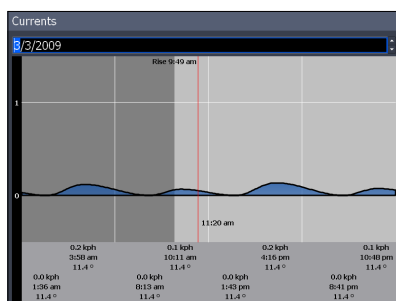 Currents
3/3/2009
Rise 9:49 am
1
0
11:20 am
0.2 kph 0.1 kph 0.2 kph 0.1 kph
3:58 am 10:11 am 4:16 pm 10:48 pm
11.4 ° 11.4 ° 11.4 ° 11.4 °
0.0 kph 0.0 kph 0.0 kph 0.0 kph
1:36 am 8:13 am 1:43 pm 8:41 pm
11.4 ° 11.4 ° 11.4 ° 11.4 °